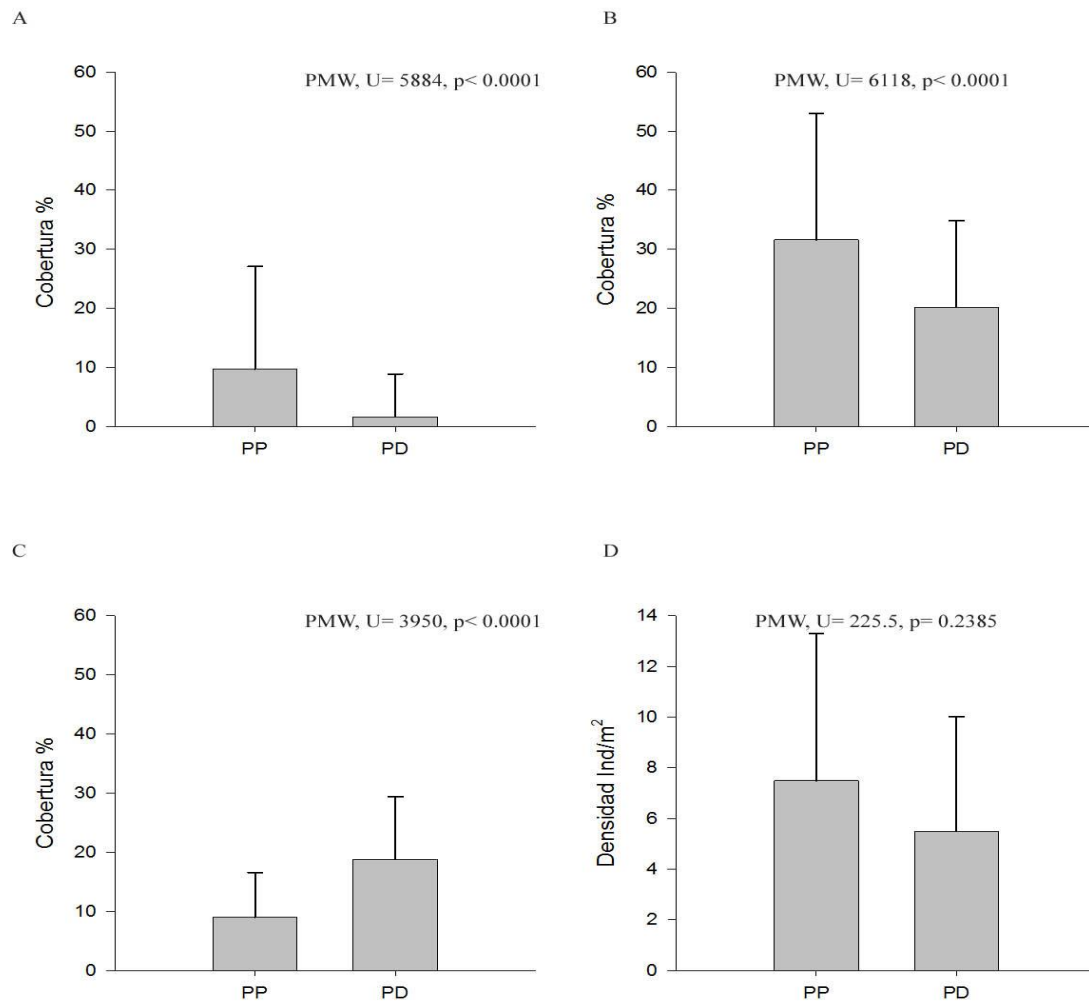 A
PMW, U= 5884, p< 0.0001
Cobertura %
60
50
40
30
20
10
0
PP PD
B
PMW, U= 6118, p< 0.0001
Cobertura %
60
50
40
30
20
10
0
PP PD
C
PMW, U= 3950, p< 0.0001
Cobertura %
60
50
40
30
20
10
0
PP PD
D
PMW, U= 225.5, p= 0.2385
Densidad Ind/m²
14
12
10
8
6
4
2
0
PP PD